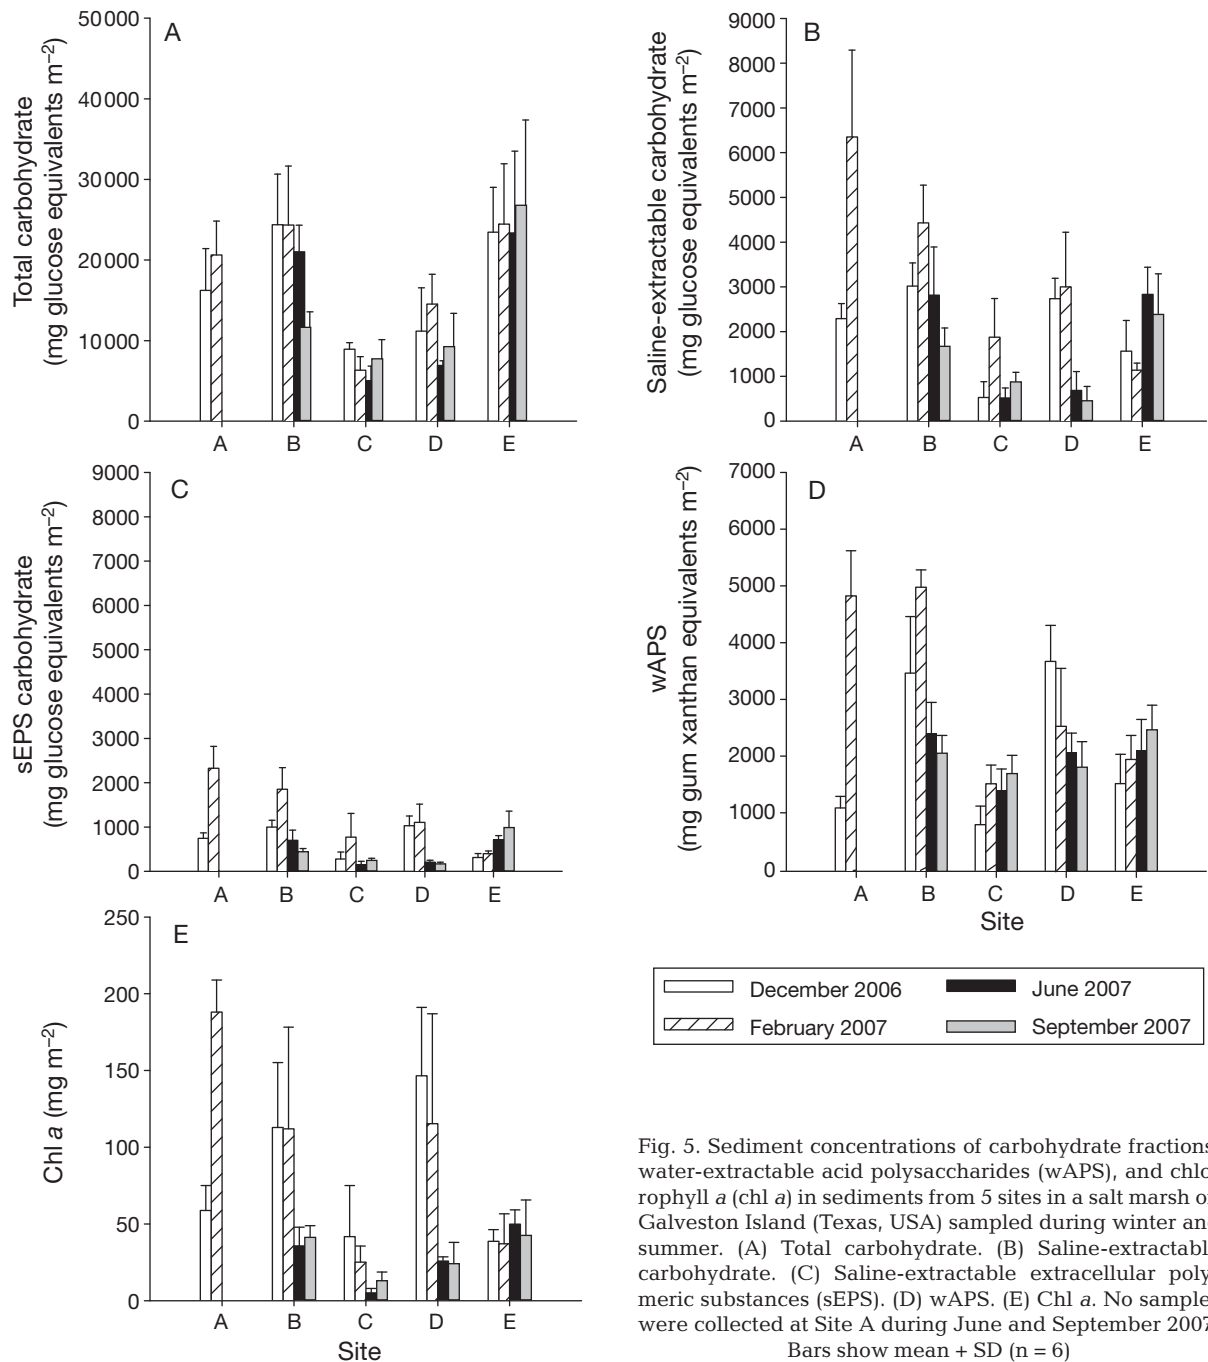 A
Total carbohydrate
(mg glucose equivalents m⁻²)
50000
40000
30000
20000
10000
0
A B C D E
B
Saline-extractable carbohydrate
(mg glucose equivalents m⁻²)
9000
8000
7000
6000
5000
4000
3000
2000
1000
0
A B C D E
C
sEPS carbohydrate
(mg glucose equivalents m⁻²)
9000
8000
7000
6000
5000
4000
3000
2000
1000
0
A B C D E
D
wAPS
(mg gum xanthan equivalents m⁻²)
7000
6000
5000
4000
3000
2000
1000
0
A B C D E
Site
E
Chl a (mg m⁻²)
250
200
150
100
50
0
A B C D E
Site
December 2006
June 2007
February 2007
September 2007
Fig. 5. Sediment concentrations of carbohydrate fractions
water-extractable acid polysaccharides (wAPS), and chlo
rophyll a (chl a) in sediments from 5 sites in a salt marsh o
Galveston Island (Texas, USA) sampled during winter an
summer. (A) Total carbohydrate. (B) Saline-extractabl
carbohydrate. (C) Saline-extractable extracellular poly
meric substances (sEPS). (D) wAPS. (E) Chl a. No sample
were collected at Site A during June and September 2007
Bars show mean + SD (n = 6)